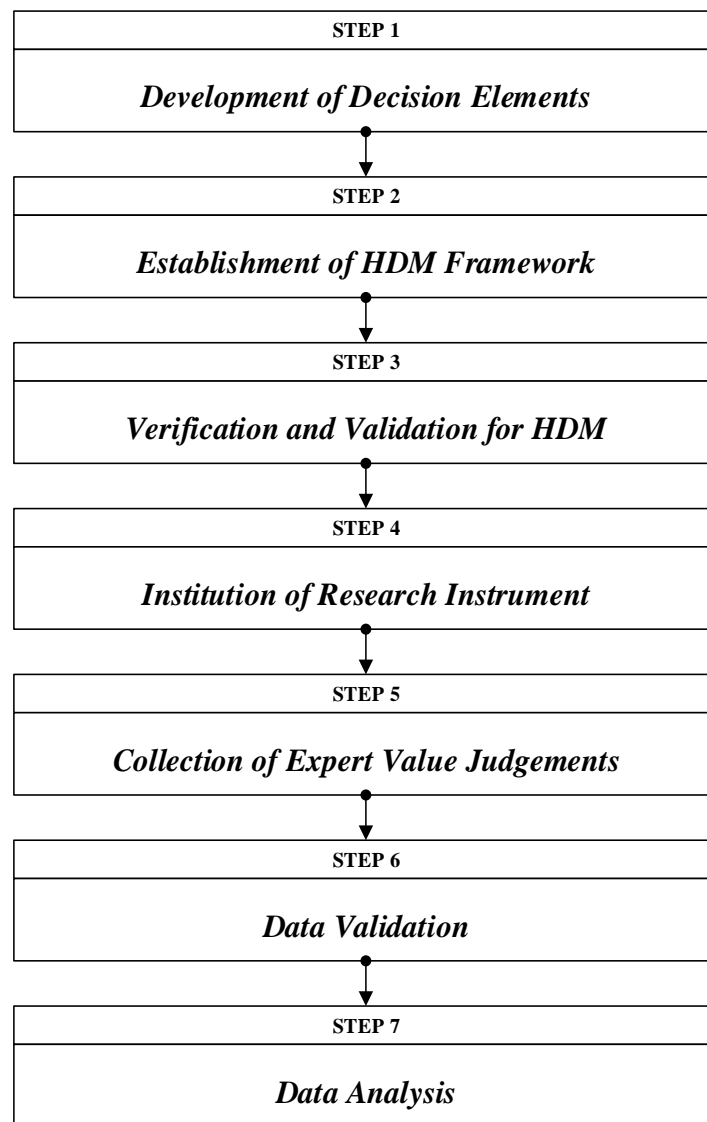 STEP 1
Development of Decision Elements
STEP 2
Establishment of HDM Framework
STEP 3
Verification and Validation for HDM
STEP 4
Institution of Research Instrument
STEP 5
Collection of Expert Value Judgements
STEP 6
Data Validation
STEP 7
Data Analysis